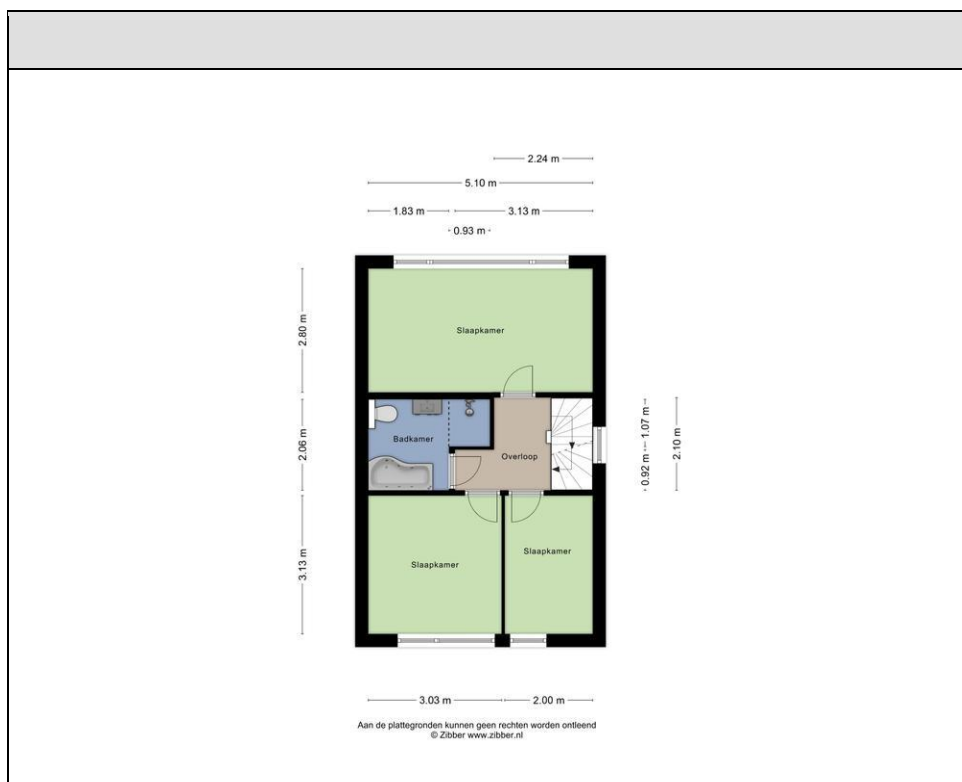 2.24 m
5.10 m
1.83 m 3.13 m
0.93 m
2.80 m
Slaapkamer
2.06 m
Badkamer
Overloop
0.92 m 1.07 m
2.10 m
3.13 m
Slaapkamer
Slaapkamer
3.03 m 2.00 m
Aan de plattegronden kunnen geen rechten worden ontleend
© Zibber www.zibber.nl